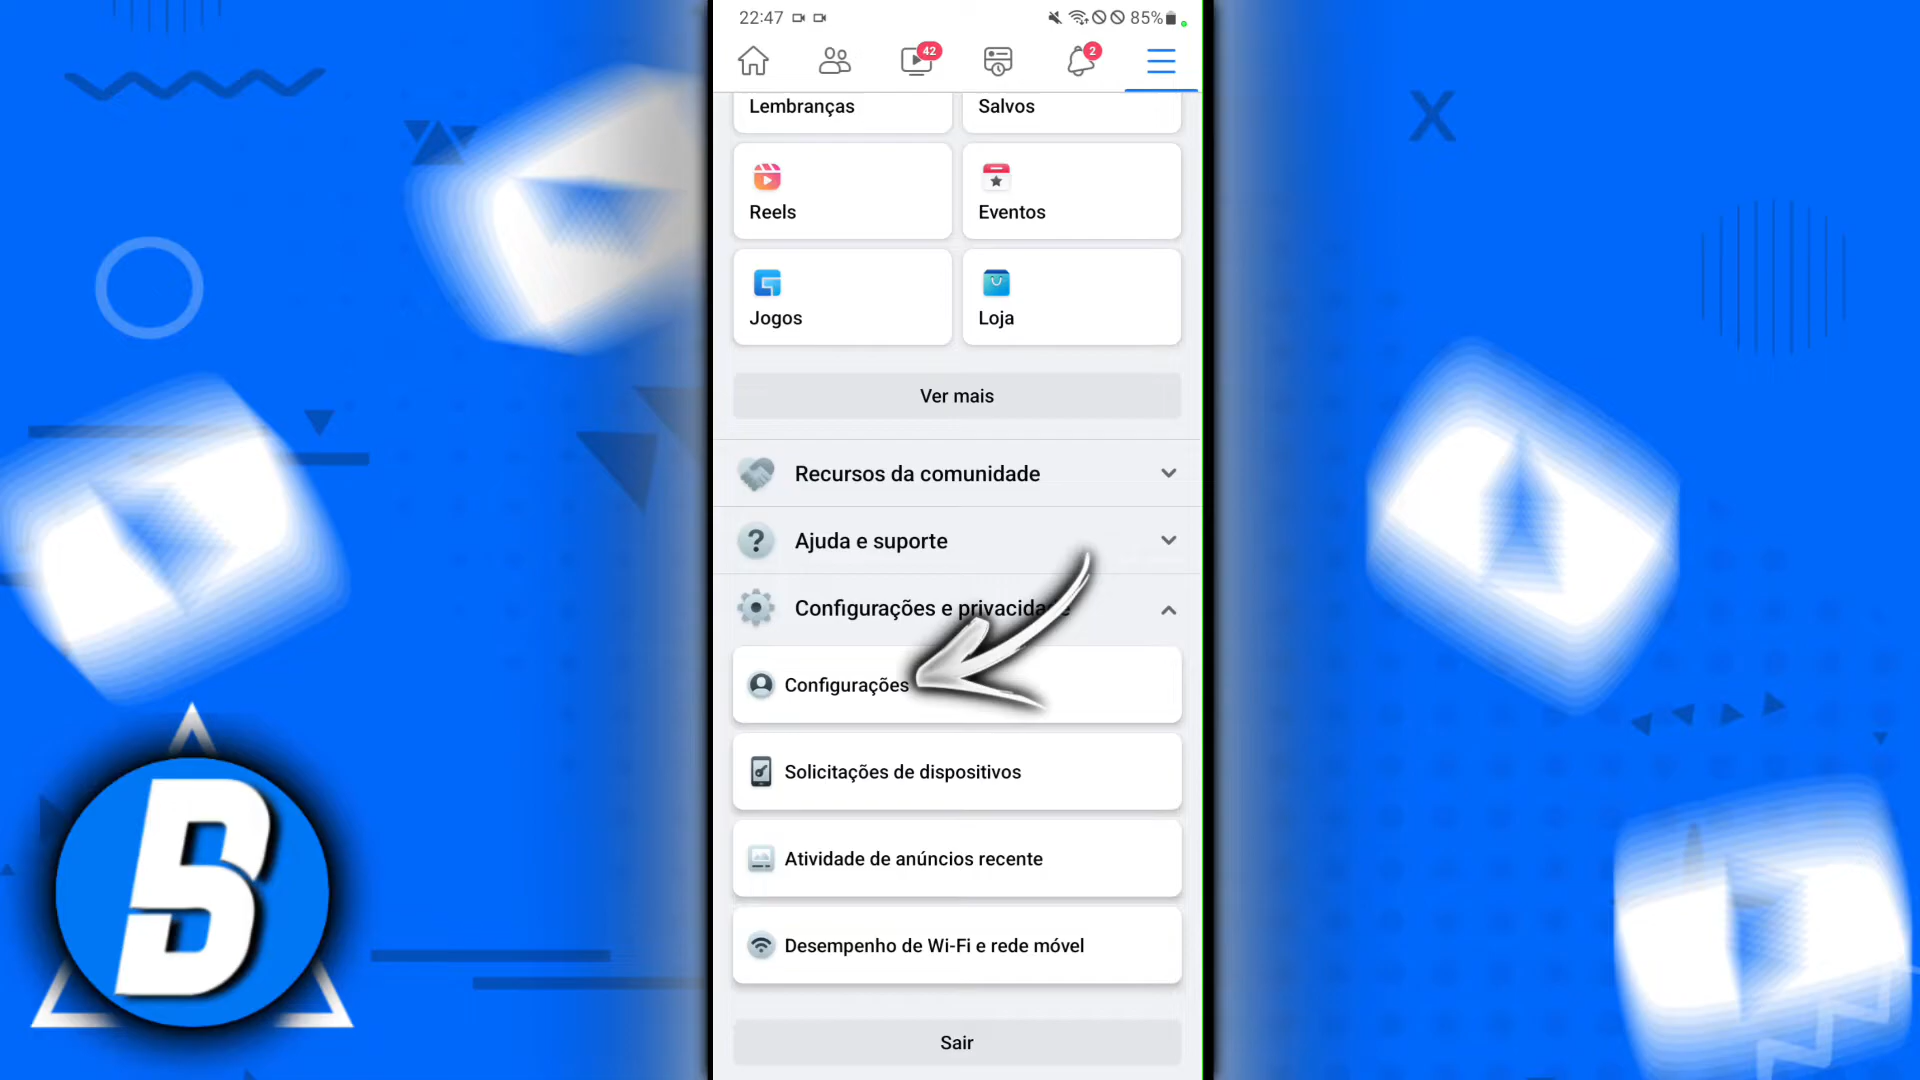 22:47
85%
42
2
Lembranças
Salvos
Reels
Eventos
Jogos
Loja
Ver mais
Recursos da comunidade
Ajuda e suporte
Configurações e privacidade
Configurações
Solicitações de dispositivos
Atividade de anúncios recente
Desempenho de Wi-Fi e rede móvel
Sair
B